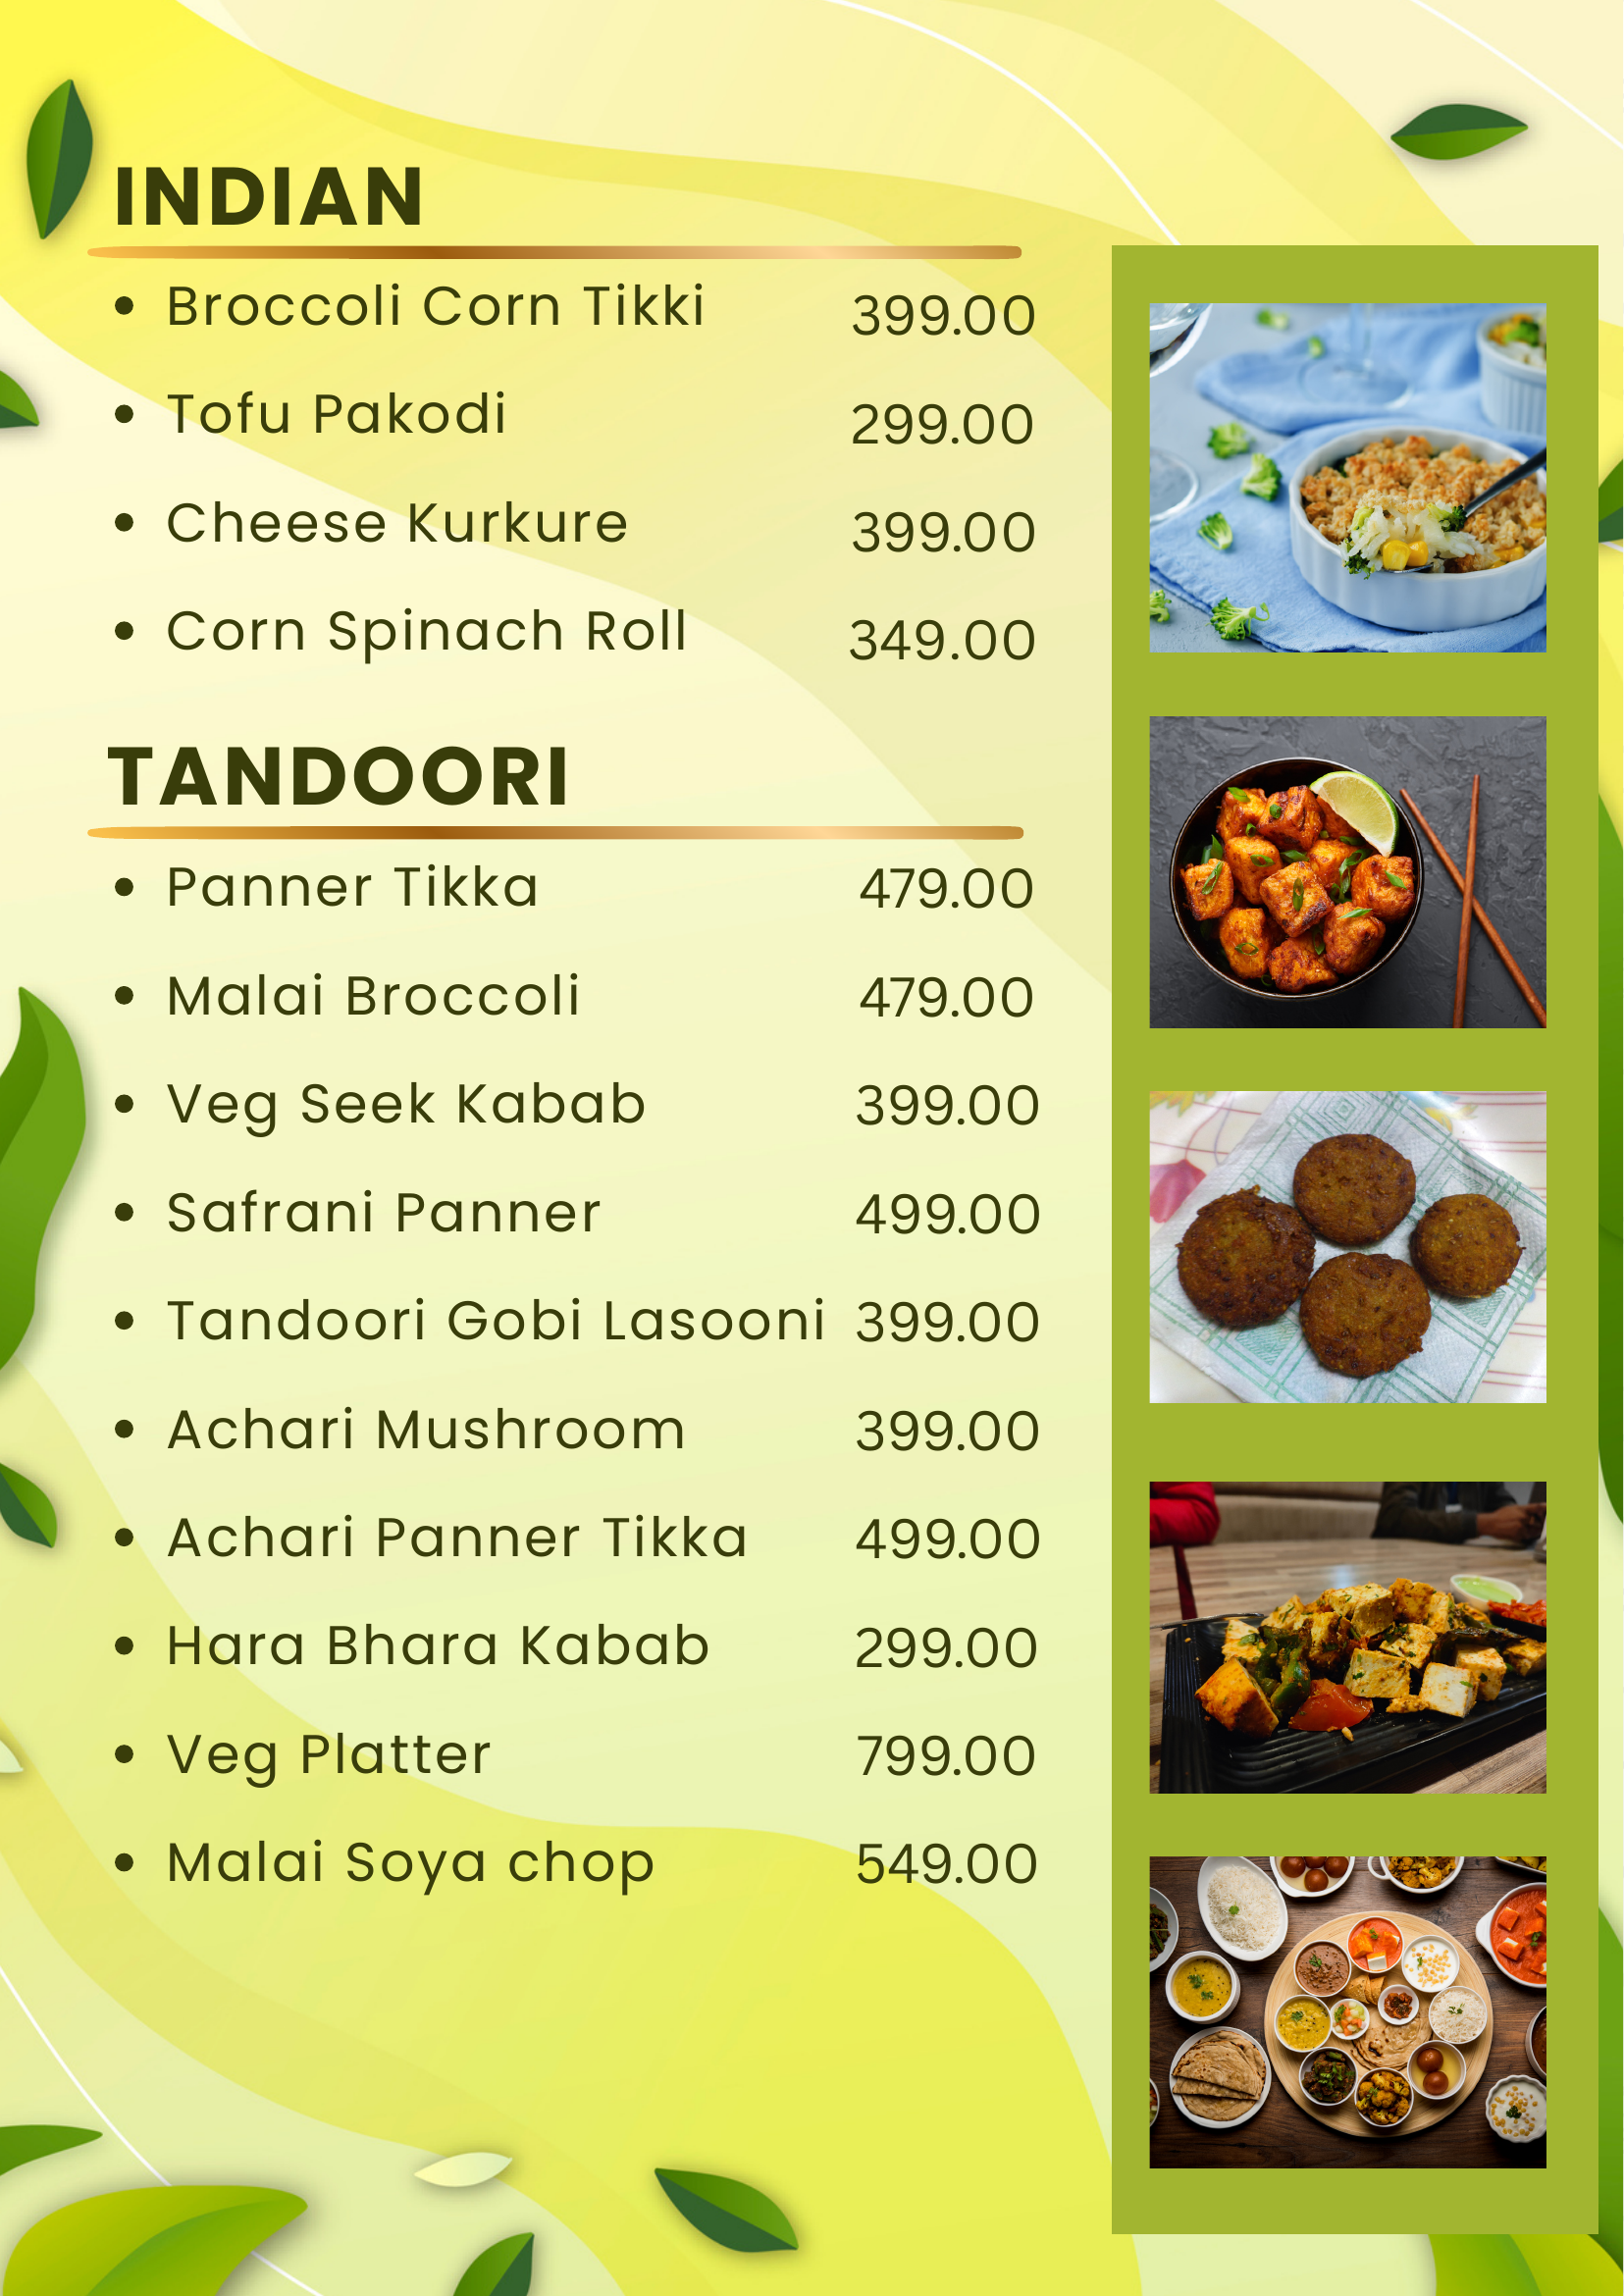 INDIAN
Broccoli Corn Tikki 399.00
Tofu Pakodi 299.00
Cheese Kurkure 399.00
Corn Spinach Roll 349.00
TANDOORI
Panner Tikka 479.00
Malai Broccoli 479.00
Veg Seek Kabab 399.00
Safrani Panner 499.00
Tandoori Gobi Lasooni 399.00
Achari Mushroom 399.00
Achari Panner Tikka 499.00
Hara Bhara Kabab 299.00
Veg Platter 799.00
Malai Soya chop 549.00